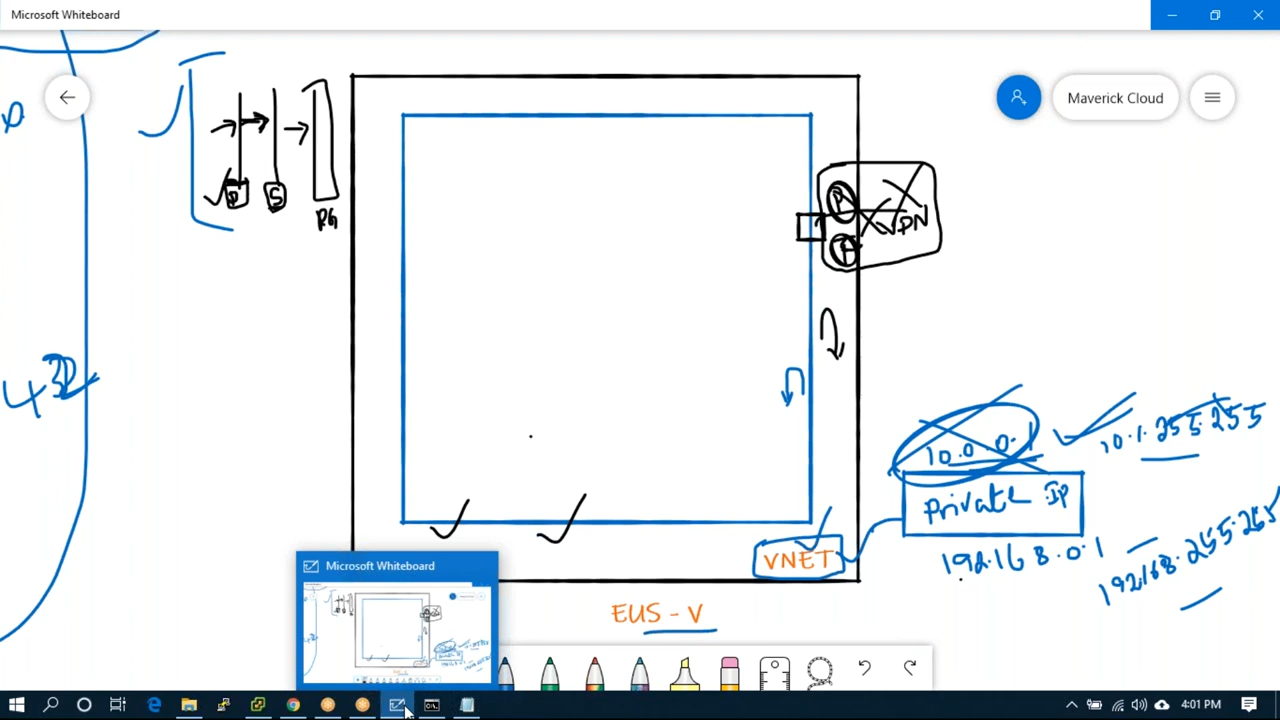 Microsoft Whiteboard
Maverick Cloud
P
S
RG
VPN
10.0.0.1
10.1.255.255
Private IP
VNET
192.168.0.1
192.168.255.255
Microsoft Whiteboard
EUS - V
4:01 PM